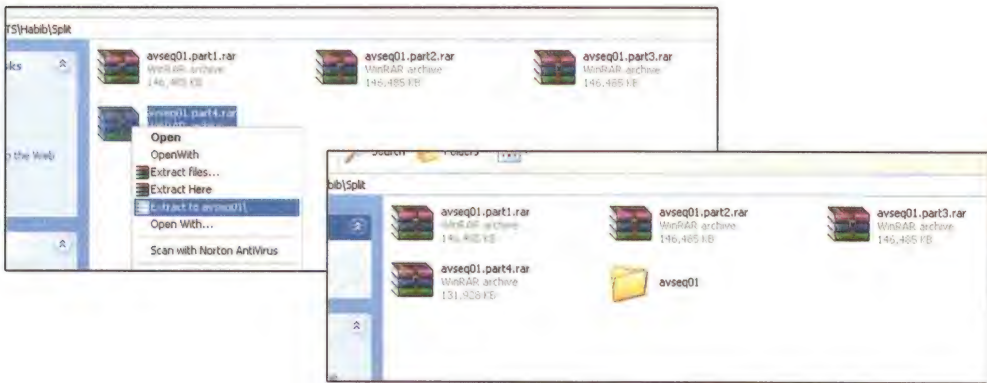 TS\Habib\Split
sks
avseq01.part1.rar
WinRAR archive
146,485 KB
avseq01.part2.rar
WinRAR archive
146,485 KB
avseq01.part3.rar
WinRAR archive
146,485 KB
avseq01.part4.rar
WinRAR archive
o the Web
Open
OpenWith
Extract files...
Extract Here
Extract to avseq01\
Open With...
Scan with Norton AntiVirus
Search
Folders
bib\Split
avseq01.part1.rar
WinRAR archive
146,485 KB
avseq01.part2.rar
WinRAR archive
146,485 KB
avseq01.part3.rar
WinRAR archive
146,485 KB
avseq01.part4.rar
WinRAR archive
131,928 KB
avseq01